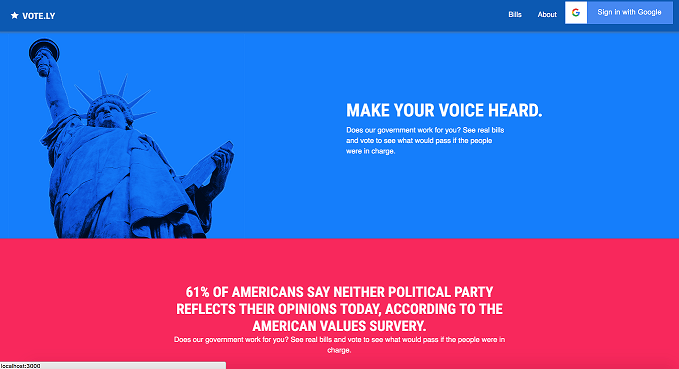 VOTE.LY
Bills
About
Sign in with Google
MAKE YOUR VOICE HEARD.
Does our government work for you? See real bills
and vote to see what would pass if the people
were in charge.
61% OF AMERICANS SAY NEITHER POLITICAL PARTY
REFLECTS THEIR OPINIONS TODAY, ACCORDING TO THE
AMERICAN VALUES SURVERY.
Does our government work for you? See real bills and vote to see what would pass if the people were in
charge.
localhost:3000